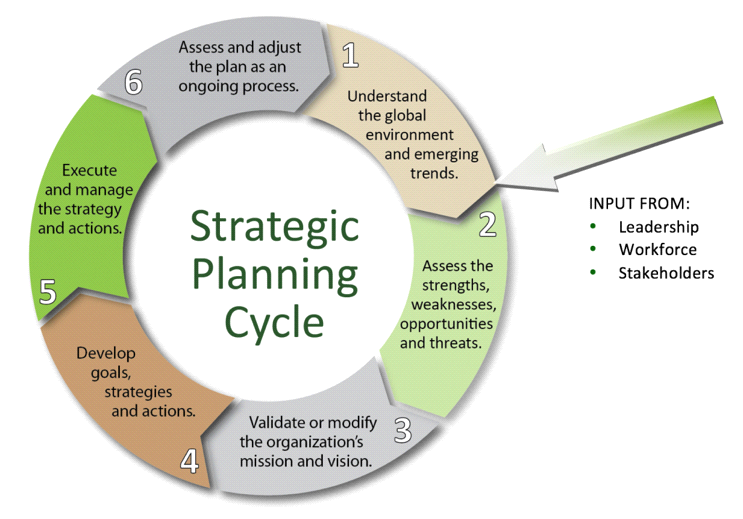 Strategic
Planning
Cycle
1
Understand
the global
environment
and emerging
trends.
2
Assess the
strengths,
weaknesses,
opportunities
and threats.
3
Validate or modify
the organization's
mission and vision.
4
Develop
goals,
strategies
and actions.
5
Execute
and manage
the strategy
and actions.
6
Assess and adjust
the plan as an
ongoing process.
INPUT FROM:
• Leadership
• Workforce
• Stakeholders